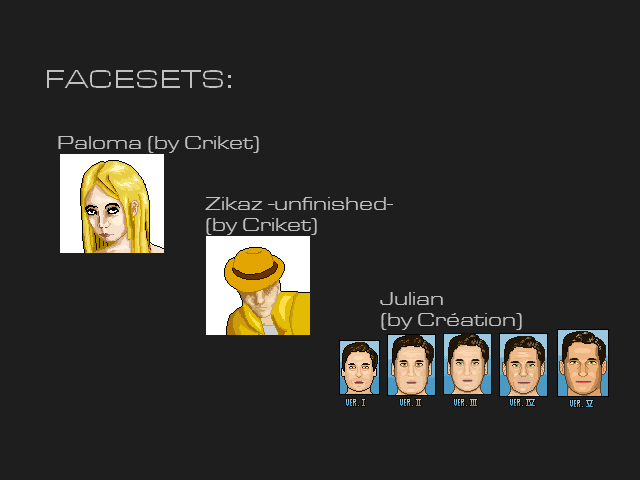 FACESETS:
Paloma (by Criket)
Zikaz -unfinished-
(by Criket)
Julian
(by Création)
VER. I VER. II VER. III VER. IV VER. V